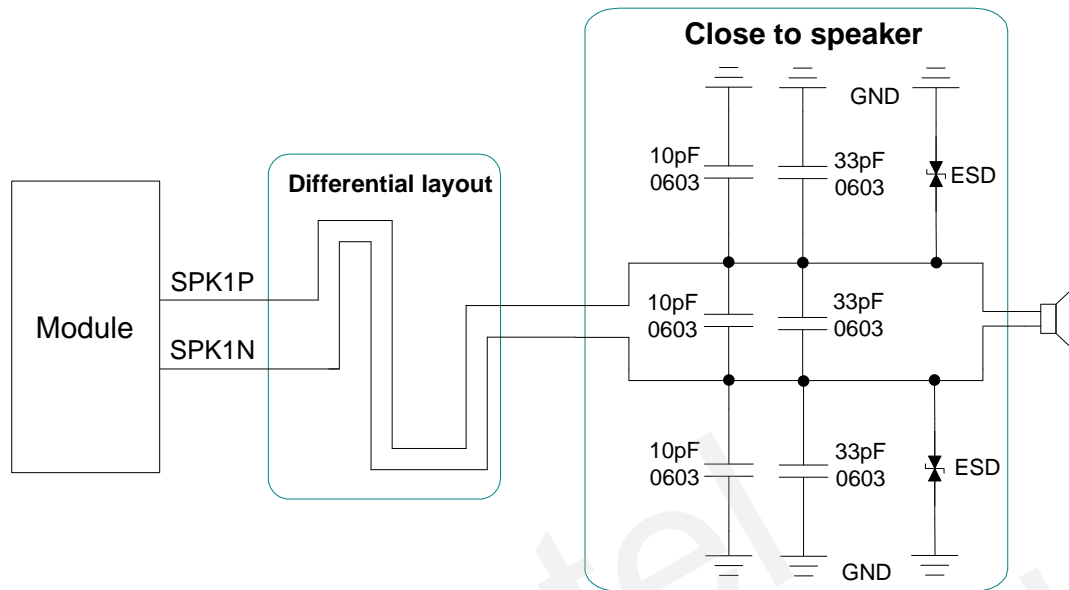 Close to speaker
GND
10pF
0603
33pF
0603
ESD
Differential layout
SPK1P
SPK1N
Module
10pF
0603
33pF
0603
10pF
0603
33pF
0603
ESD
GND